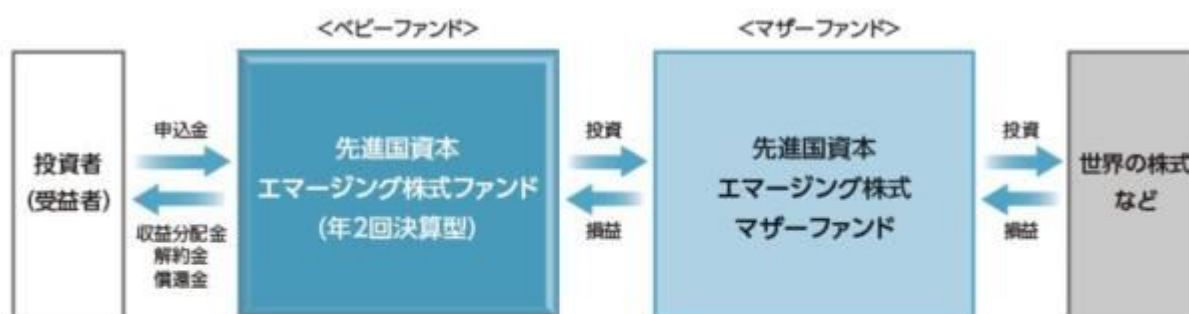 <ベビーファンド>
<マザーファンド>
投資者
(受益者)
申込金
収益分配金
解約金
償還金
先進国資本
エマージング株式ファンド
(年2回決算型)
投資
損益
先進国資本
エマージング株式
マザーファンド
投資
損益
世界の株式
など